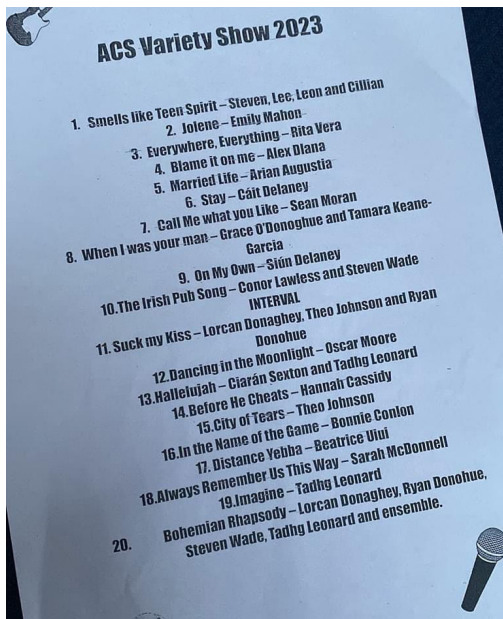 ACS Variety Show 2023
1. Smells like Teen Spirit – Steven, Lee, Leon and Cillian
2. Jolene – Emily Mahon
3. Everywhere, Everything – Rita Vera
4. Blame it on me – Alex Dlana
5. Married Life – Arian Augustia
6. Stay – Cáit Delaney
7. Call Me what you Like – Sean Moran
8. When I was your man – Grace O'Donoghue and Tamara Keane-
Garcia
9. On My Own – Siún Delaney
10.The Irish Pub Song – Conor Lawless and Steven Wade
INTERVAL
11. Suck my Kiss – Lorcan Donaghey, Theo Johnson and Ryan
Donohue
12.Dancing in the Moonlight – Oscar Moore
13.Hallelujah – Ciarán Sexton and Tadhg Leonard
14.Before He Cheats – Hannah Cassidy
15.City of Tears – Theo Johnson
16.In the Name of the Game – Bonnie Conlon
17. Distance Yebba – Beatrice Uiui
18.Always Remember Us This Way – Sarah McDonnell
19.Imagine – Tadhg Leonard
20. Bohemian Rhapsody – Lorcan Donaghey, Ryan Donohue,
Steven Wade, Tadhg Leonard and ensemble.